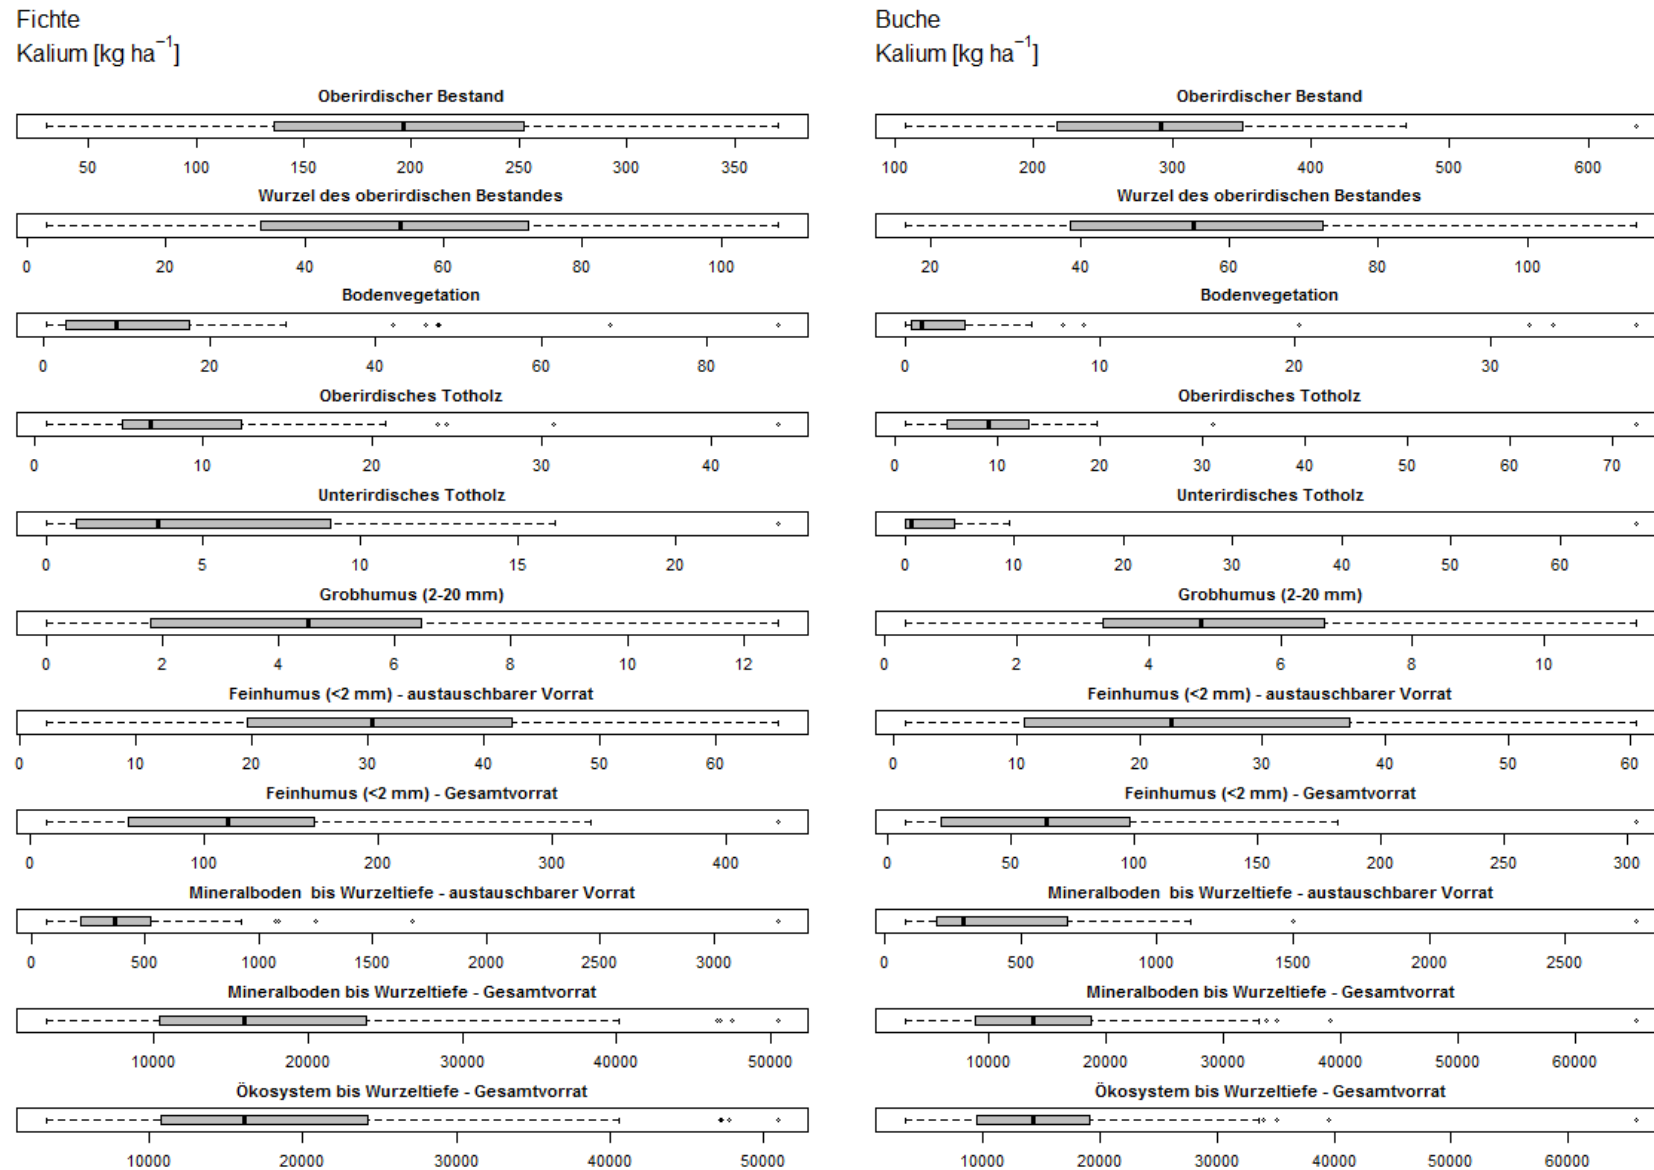 Fichte
Kalium [kg ha⁻¹]
Oberirdischer Bestand
50 100 150 200 250 300 350
Wurzel des oberirdischen Bestandes
0 20 40 60 80 100
Bodenvegetation
0 20 40 60 80
Oberirdisches Totholz
0 10 20 30 40
Unterirdisches Totholz
0 5 10 15 20
Grobhumus (2-20 mm)
0 2 4 6 8 10 12
Feinhumus (<2 mm) - austauschbarer Vorrat
0 10 20 30 40 50 60
Feinhumus (<2 mm) - Gesamtvorrat
0 100 200 300 400
Mineralboden  bis Wurzeltiefe - austauschbarer Vorrat
0 500 1000 1500 2000 2500 3000
Mineralboden bis Wurzeltiefe - Gesamtvorrat
10000 20000 30000 40000 50000
Ökosystem bis Wurzeltiefe - Gesamtvorrat
10000 20000 30000 40000 50000
Buche
Kalium [kg ha⁻¹]
Oberirdischer Bestand
100 200 300 400 500 600
Wurzel des oberirdischen Bestandes
20 40 60 80 100
Bodenvegetation
0 10 20 30
Oberirdisches Totholz
0 10 20 30 40 50 60 70
Unterirdisches Totholz
0 10 20 30 40 50 60
Grobhumus (2-20 mm)
0 2 4 6 8 10
Feinhumus (<2 mm) - austauschbarer Vorrat
0 10 20 30 40 50 60
Feinhumus (<2 mm) - Gesamtvorrat
0 50 100 150 200 250 300
Mineralboden  bis Wurzeltiefe - austauschbarer Vorrat
0 500 1000 1500 2000 2500
Mineralboden bis Wurzeltiefe - Gesamtvorrat
10000 20000 30000 40000 50000 60000
Ökosystem bis Wurzeltiefe - Gesamtvorrat
10000 20000 30000 40000 50000 60000